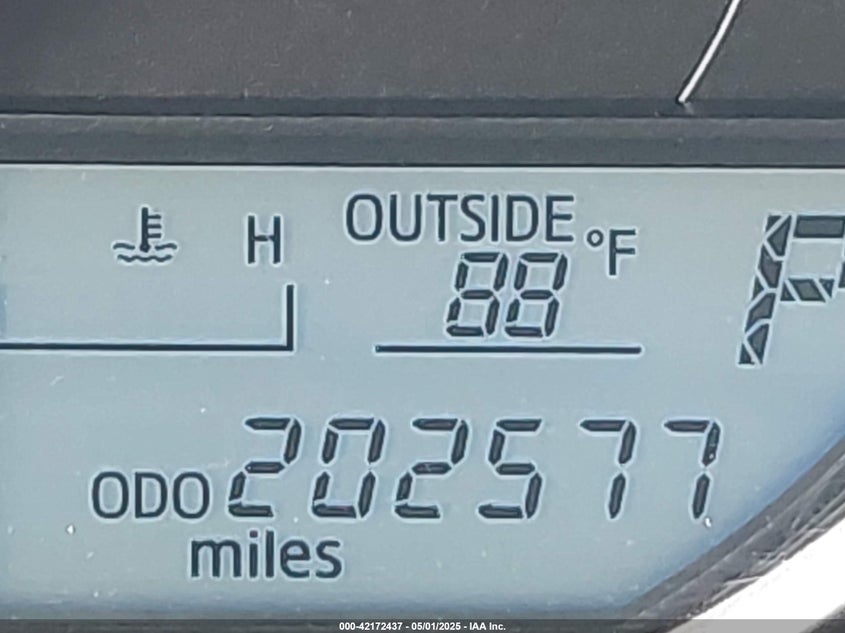 H
OUTSIDE
88 °F
P
ODO 202577
miles
000-42172437 - 05/01/2025 - IAA Inc.